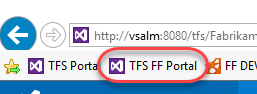 http://vsalm:8080/tfs/Fabrikam
TFS Portal TFS FF Portal FF DEV